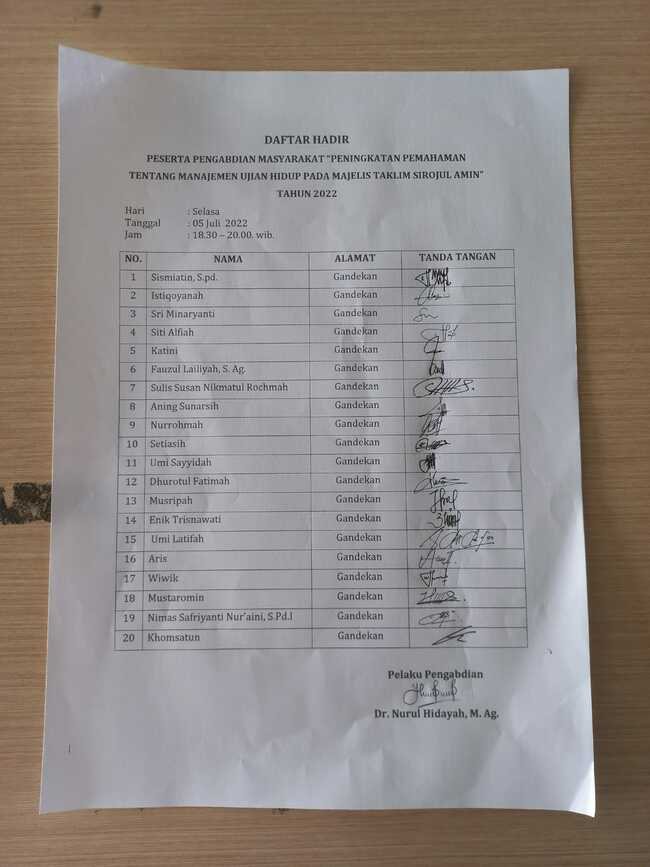 DAFTAR HADIR
PESERTA PENGABDIAN MASYARAKAT "PENINGKATAN PEMAHAMAN
TENTANG MANAJEMEN UJIAN HIDUP PADA MAJELIS TAKLIM SIROJUL AMIN"
TAHUN 2022
Hari : Selasa
Tanggal : 05 Juli 2022
Jam : 18.30 – 20.00. wib.
NO. NAMA ALAMAT TANDA TANGAN
1 Sismiatin, S.pd. Gandekan
2 Istiqoyanah Gandekan
3 Sri Minaryanti Gandekan
4 Siti Alfiah Gandekan
5 Katini Gandekan
6 Fauzul Lailiyah, S. Ag. Gandekan
7 Sulis Susan Nikmatul Rochmah Gandekan
8 Aning Sunarsih Gandekan
9 Nurrohmah Gandekan
10 Setiasih Gandekan
11 Umi Sayyidah Gandekan
12 Dhurotul Fatimah Gandekan
13 Musripah Gandekan
14 Enik Trisnawati Gandekan
15 Umi Latifah Gandekan
16 Aris Gandekan
17 Wiwik Gandekan
18 Mustaromin Gandekan
19 Nimas Safriyanti Nur'aini, S.Pd.I Gandekan
20 Khomsatun Gandekan
Pelaku Pengabdian
Dr. Nurul Hidayah, M. Ag.